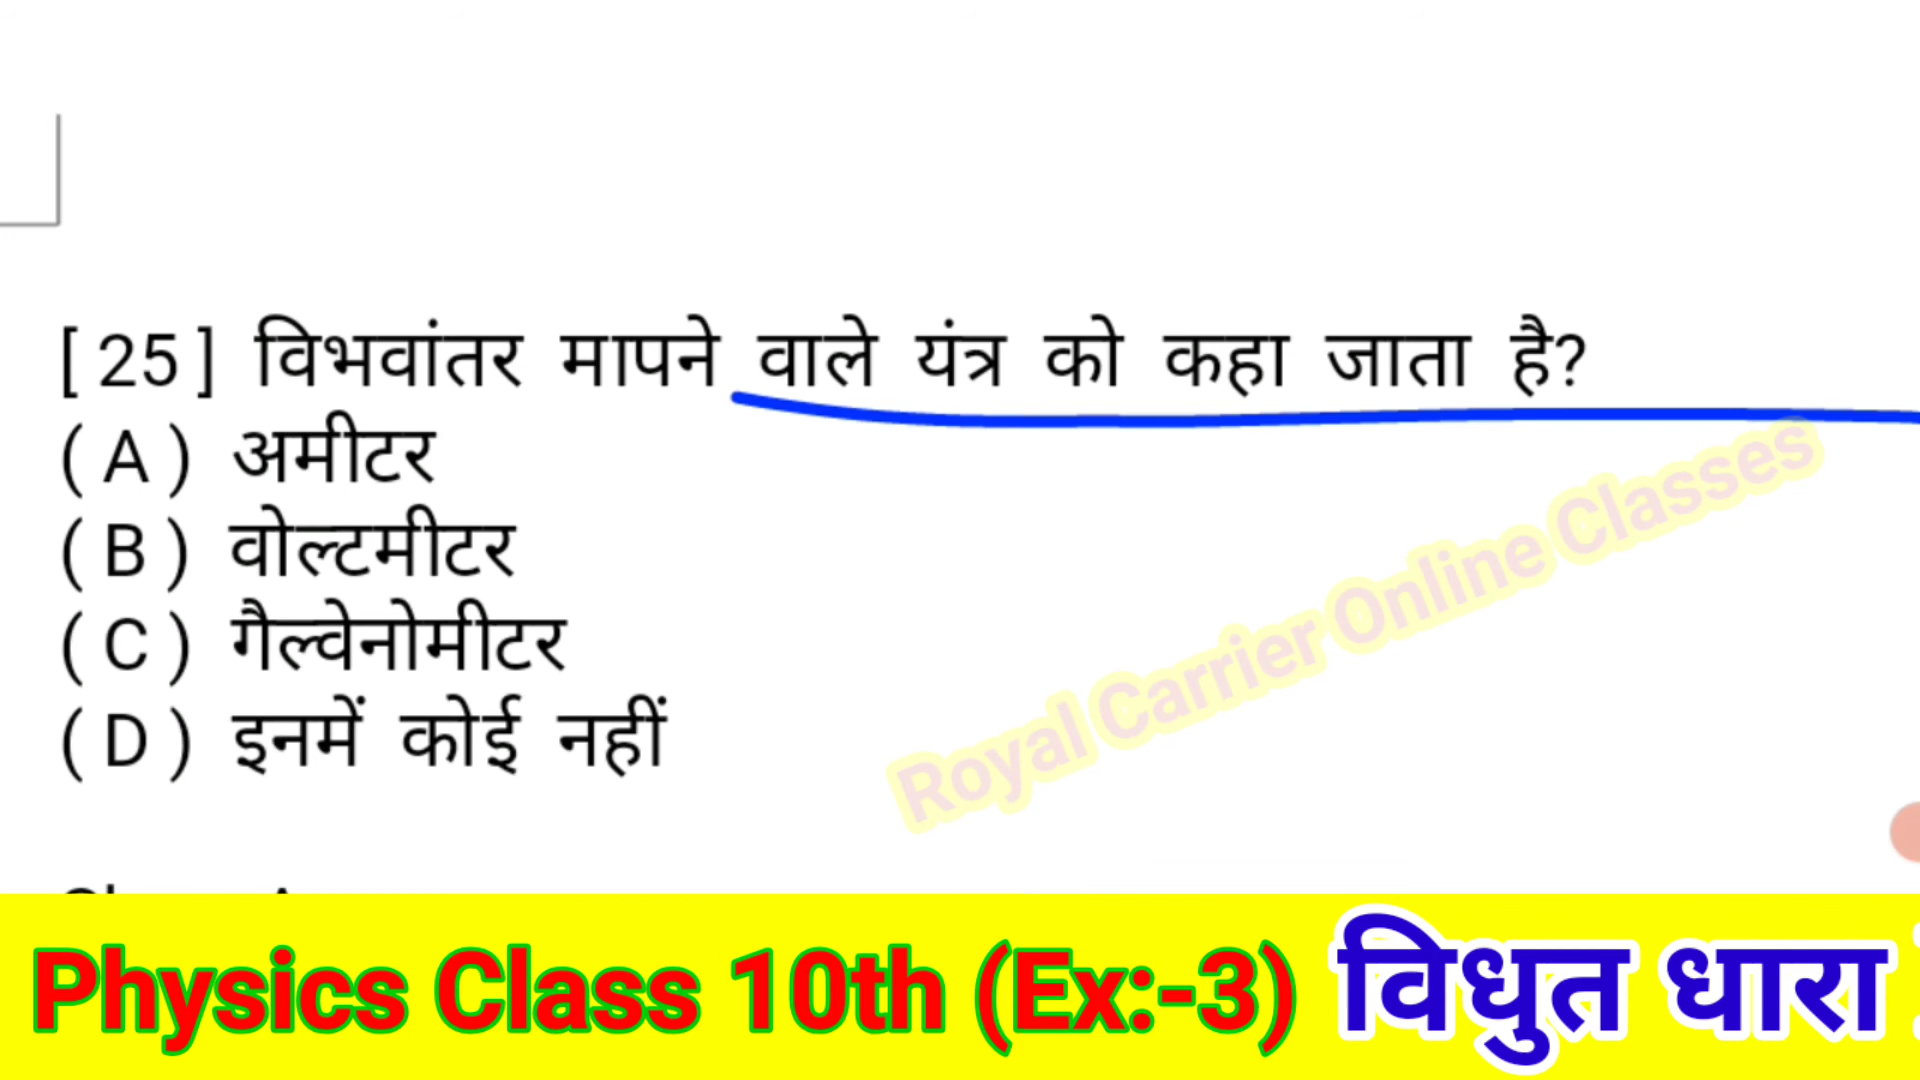 [ 25 ] विभवांतर मापने वाले यंत्र को कहा जाता है?
( A ) अमीटर
( B ) वोल्टमीटर
( C ) गैल्वेनोमीटर
( D ) इनमें कोई नहीं
Royal Carrier Online Classes
Physics Class 10th (Ex:-3) विधुत धारा